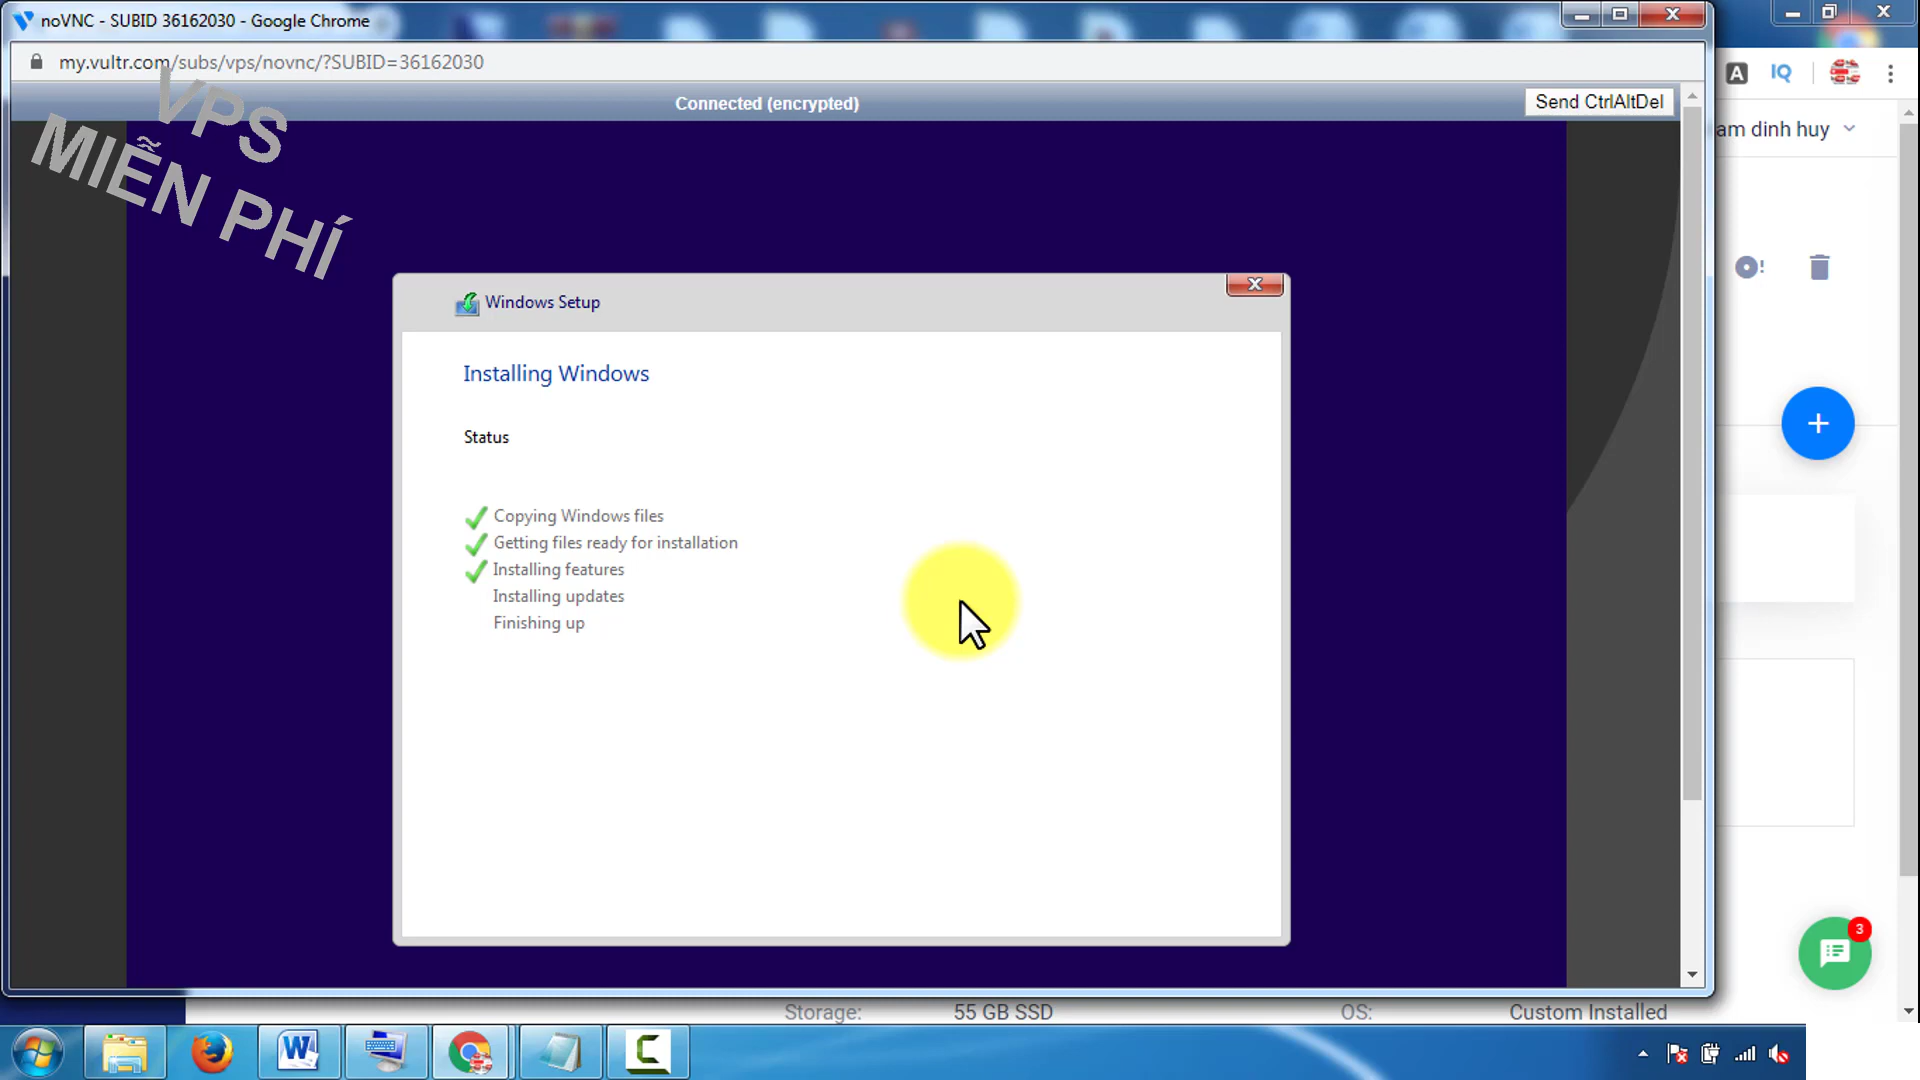 noVNC - SUBID 36162030 - Google Chrome
my.vultr.com/subs/vps/novnc/?SUBID=36162030
Connected (encrypted)
Send CtrlAltDel
A
IQ
VPS
MIỄN PHÍ
am dinh huy
Windows Setup
Installing Windows
Status
Copying Windows files
Getting files ready for installation
Installing features
Installing updates
Finishing up
3
Storage: 55 GB SSD OS: Custom Installed